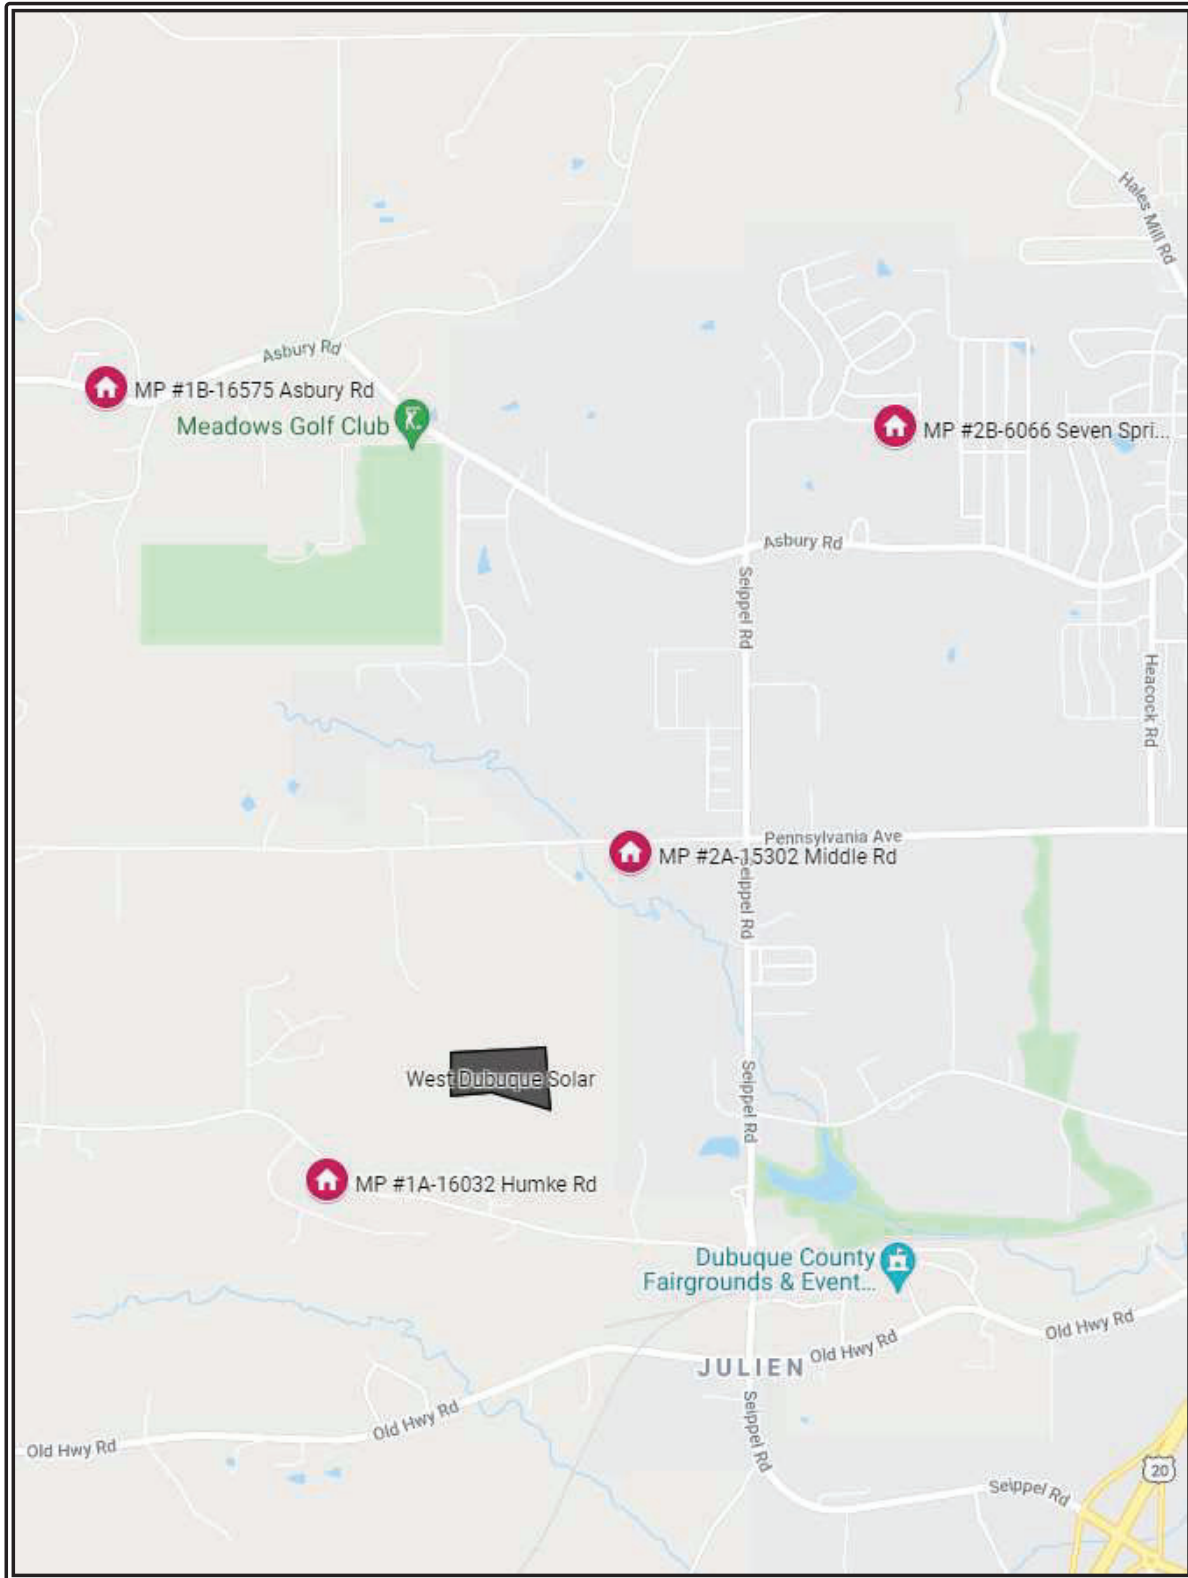 Hales Mill Rd
Asbury Rd
MP #1B-16575 Asbury Rd
Meadows Golf Club
MP #2B-6066 Seven Spri...
Asbury Rd
Seippel Rd
Heacock Rd
Pennsylvania Ave
MP #2A-15302 Middle Rd
Seippel Rd
West Dubuque Solar
Seippel Rd
MP #1A-16032 Humke Rd
Dubuque County
Fairgrounds & Event...
Old Hwy Rd
Old Hwy Rd
JULIEN
Seippel Rd
Old Hwy Rd
Old Hwy Rd
20
Seippel Rd